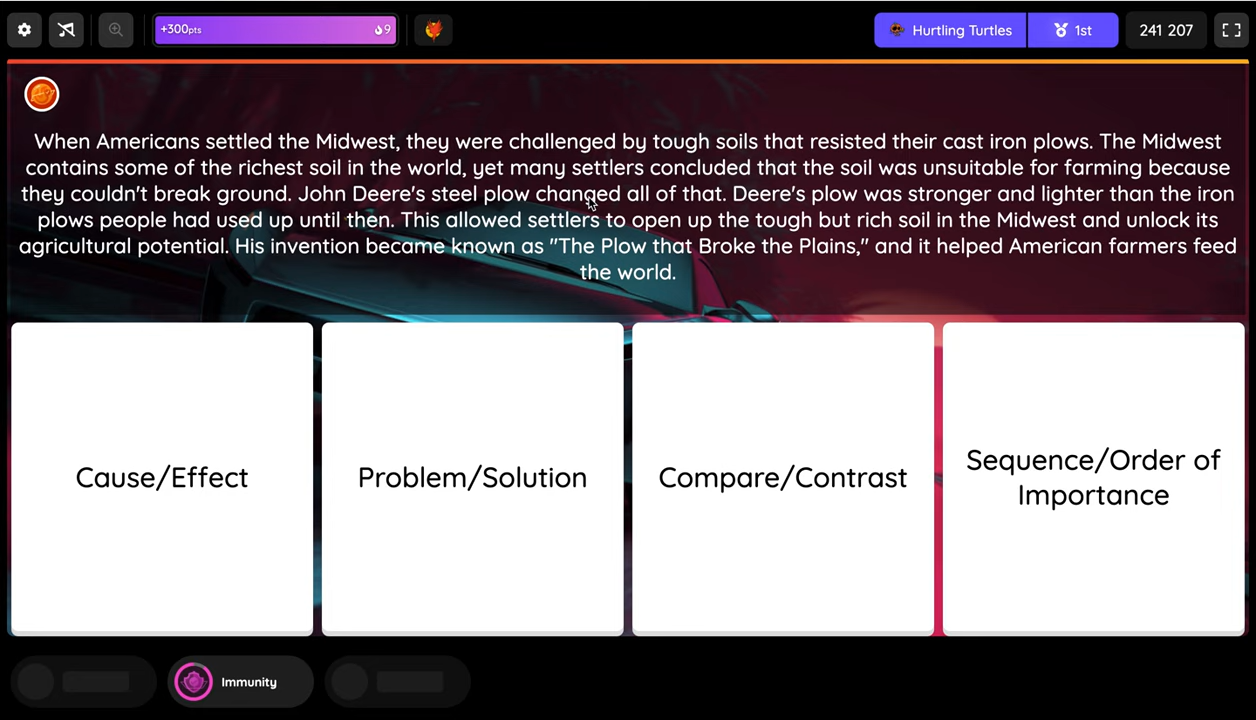 +300pts
9
Hurtling Turtles
1st
241 207
When Americans settled the Midwest, they were challenged by tough soils that resisted their cast iron plows. The Midwest
contains some of the richest soil in the world, yet many settlers concluded that the soil was unsuitable for farming because
they couldn't break ground. John Deere's steel plow changed all of that. Deere's plow was stronger and lighter than the iron
plows people had used up until then. This allowed settlers to open up the tough but rich soil in the Midwest and unlock its
agricultural potential. His invention became known as "The Plow that Broke the Plains," and it helped American farmers feed
the world.
Cause/Effect
Problem/Solution
Compare/Contrast
Sequence/Order of
Importance
Immunity